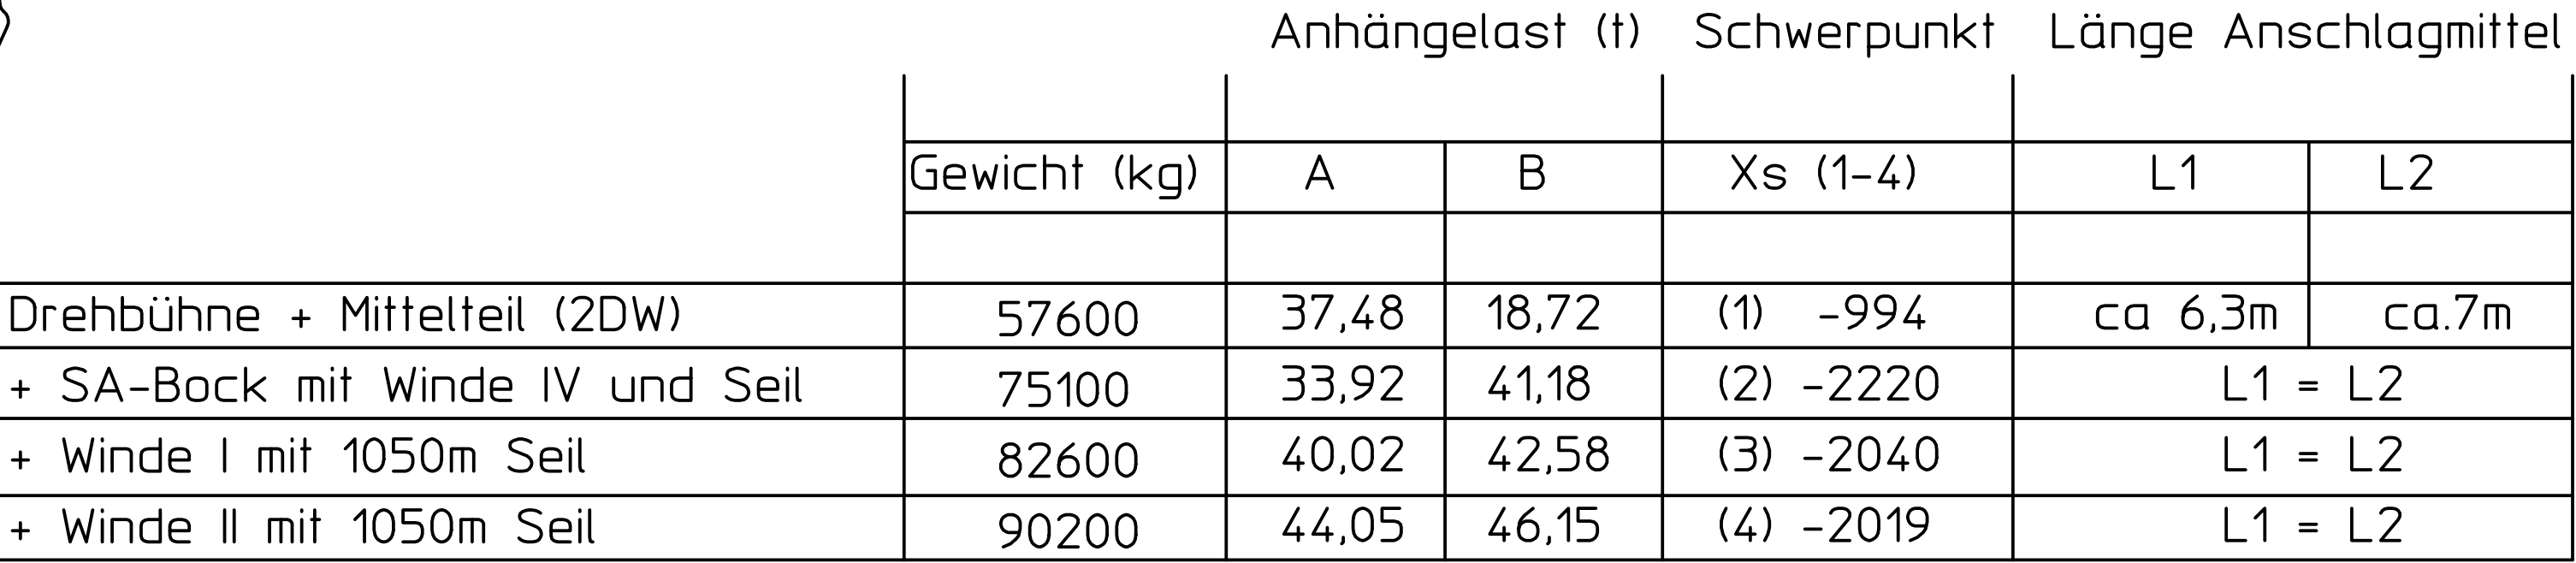 Anhängelast (t) Schwerpunkt Länge Anschlagmittel
Gewicht (kg) A B Xs (1-4) L1 L2
Drehbühne + Mittelteil (2DW) 57600 37,48 18,72 (1) -994 ca 6,3m ca.7m
+ SA-Bock mit Winde IV und Seil 75100 33,92 41,18 (2) -2220 L1 = L2
+ Winde I mit 1050m Seil 82600 40,02 42,58 (3) -2040 L1 = L2
+ Winde II mit 1050m Seil 90200 44,05 46,15 (4) -2019 L1 = L2